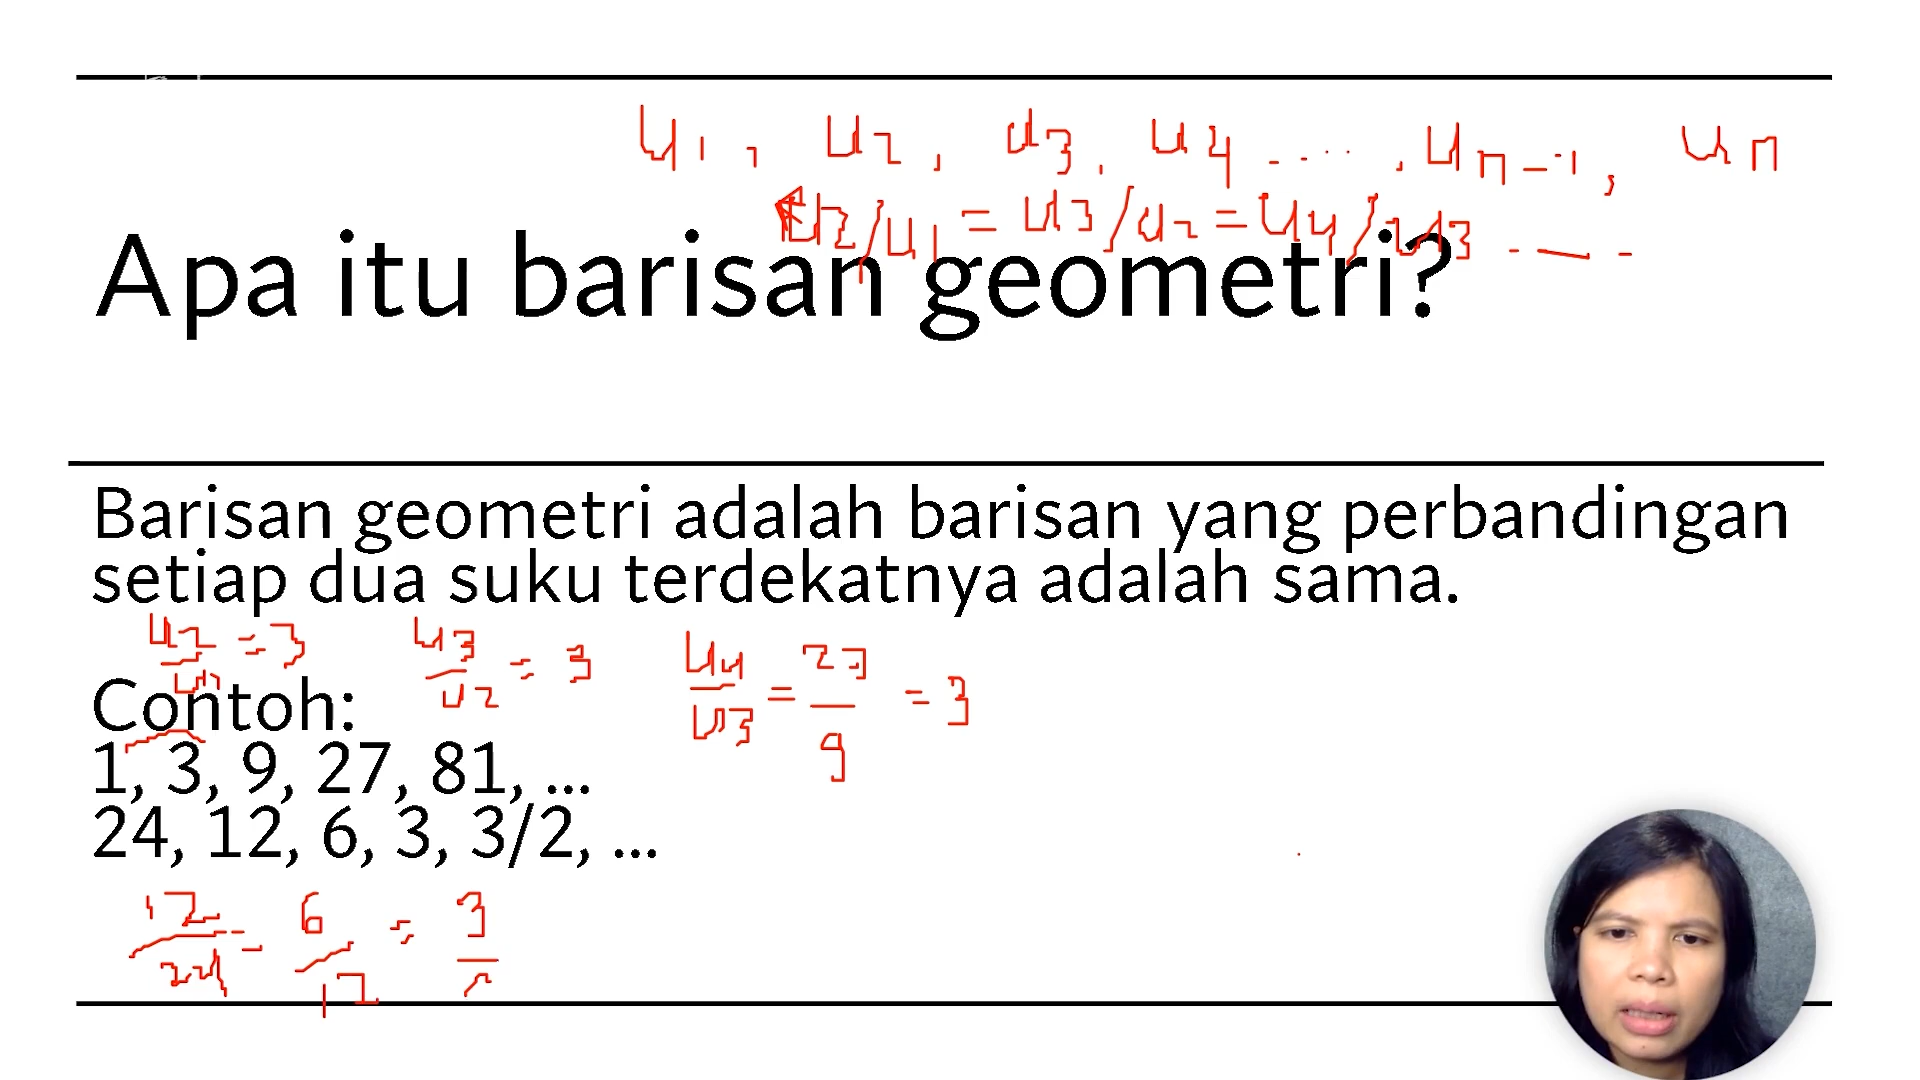 U1, U2, U3, U4 ....., Un-1, Un
U2/U1 = U3/U2 = U4/U3 . - - -
Apa itu barisan geometri?
Barisan geometri adalah barisan yang perbandingan
setiap dua suku terdekatnya adalah sama.
U2/U1 = 3 U3/U2 = 3 U4/U3 = 27/9 = 3
Contoh:
1, 3, 9, 27, 81, ...
24, 12, 6, 3, 3/2, ...
12/24 = 6/12 = 3